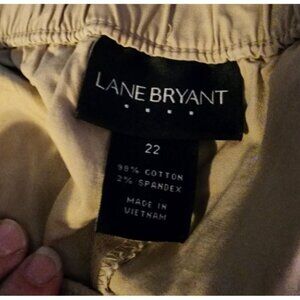 LANE BRYANT
22
98% COTTON
2% SPANDEX
MADE IN
VIETNAM